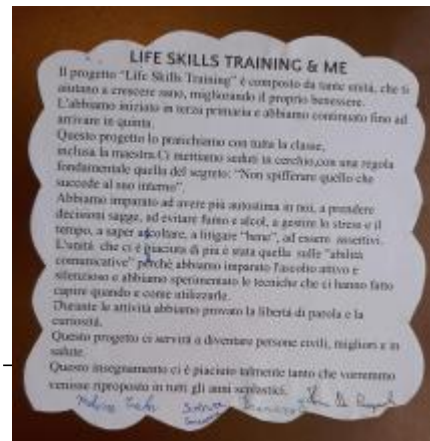 LIFE SKILLS TRAINING & ME
Il progetto "Life Skills Training" è composto da tante unità, che ti
aiutano a crescere sano, migliorando il proprio benessere.
L'abbiamo iniziato in terza primaria e abbiamo continuato fino ad
arrivare in quinta.
Questo progetto lo pratichiamo con tutta la classe,
inclusa la maestra.Ci mettiamo seduti in cerchio,con una regola
fondamentale quella del segreto: "Non spifferare quello che
succede al suo interno".
Abbiamo imparato ad avere più autostima in noi, a prendere
decisioni sagge, ad evitare fumo e alcol, a gestire lo stress e il
tempo, a saper ascoltare, a litigare "bene", ad essere assertivi.
L'unità che ci è piaciuta di più è stata quella sulle "abilità
comunicative" perchè abbiamo imparato l'ascolto attivo e
silenzioso e abbiamo sperimentato le tecniche che ci hanno fatto
capire quando e come utilizzarle.
Durante le attività abbiamo provato la libertà di parola e la
curiosità.
Questo progetto ci servirà a diventare persone civili, migliori e in
salute.
Questo insegnamento ci è piaciuto talmente tanto che vorremmo
venisse riproposto in tutti gli anni scolastici.